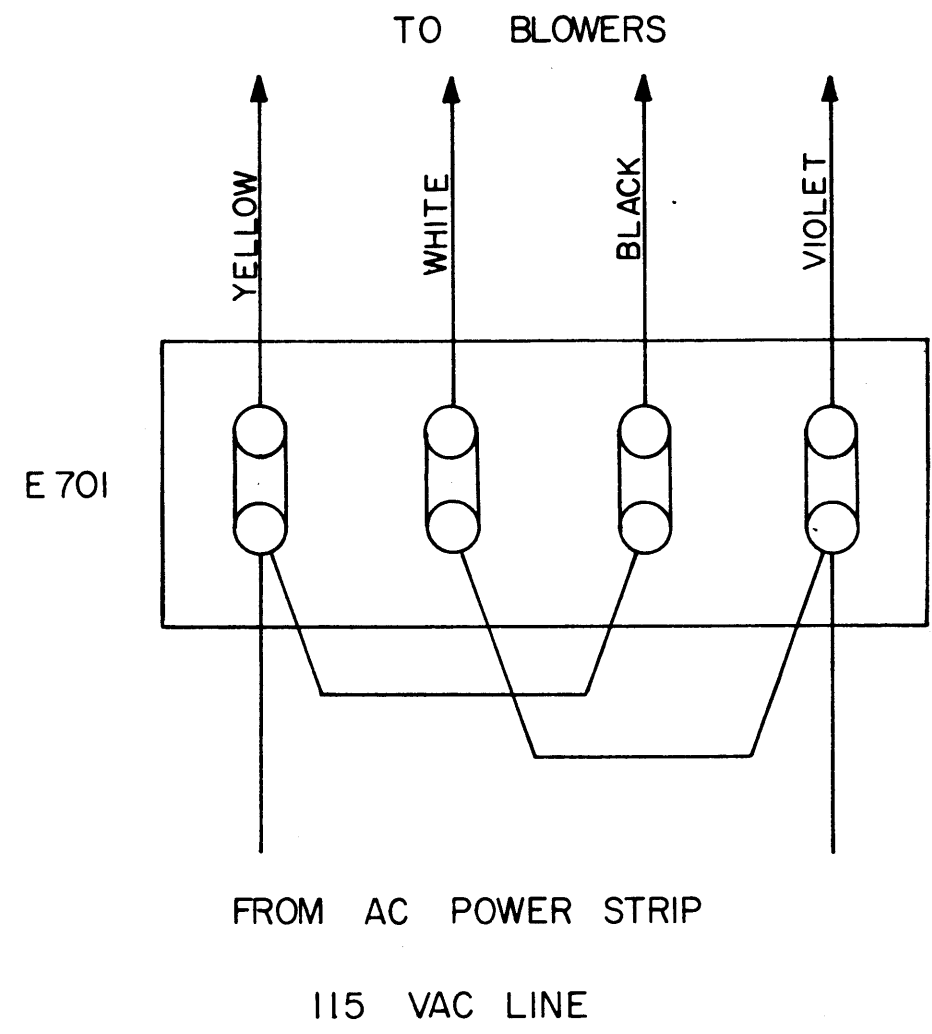 TO BLOWERS
YELLOW
WHITE
BLACK
VIOLET
E 701
FROM AC POWER STRIP
115 VAC LINE